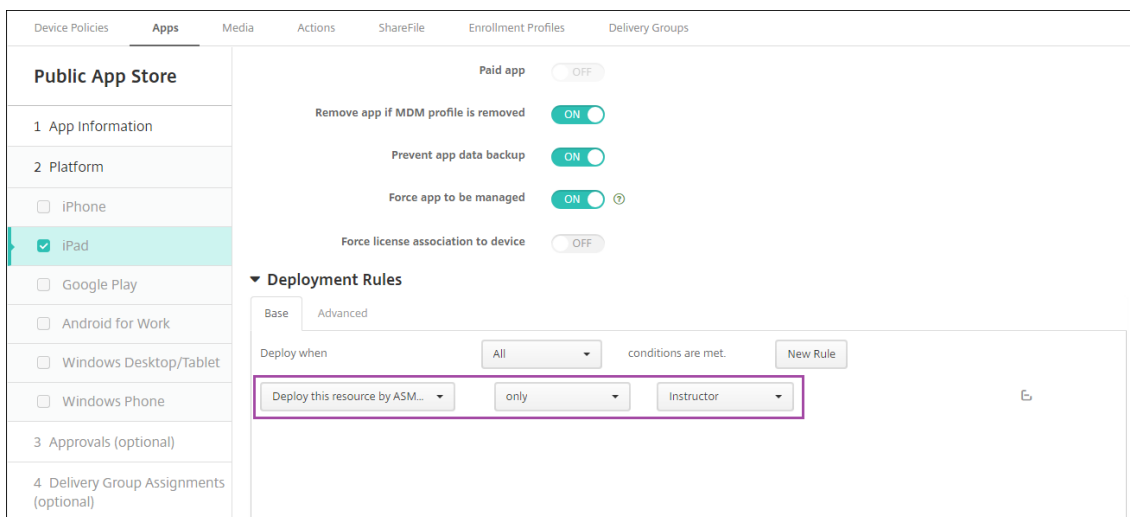 Device Policies Apps Media Actions ShareFile Enrollment Profiles Delivery Groups
Public App Store
1 App Information
2 Platform
iPhone
iPad
Google Play
Android for Work
Windows Desktop/Tablet
Windows Phone
3 Approvals (optional)
4 Delivery Group Assignments
(optional)
Paid app OFF
Remove app if MDM profile is removed ON
Prevent app data backup ON
Force app to be managed ON ?
Force license association to device OFF
Deployment Rules
Base Advanced
Deploy when All conditions are met. New Rule
Deploy this resource by ASM... only Instructor